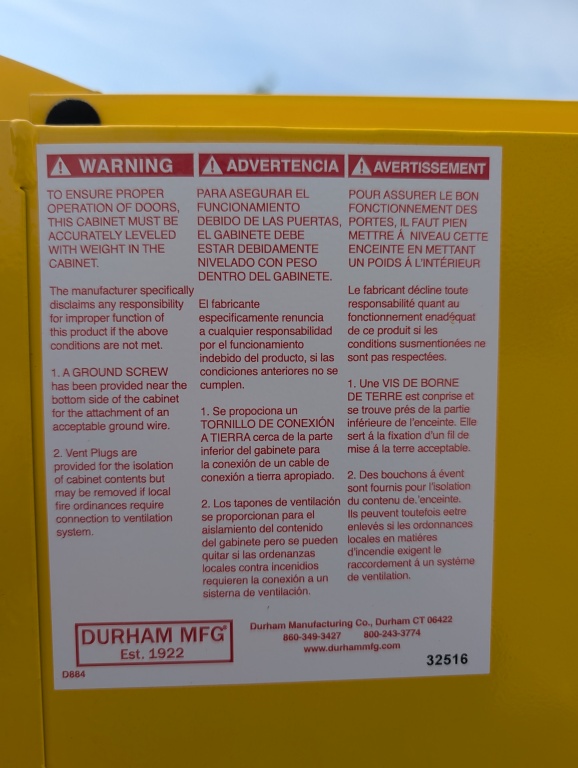 WARNING
TO ENSURE PROPER
OPERATION OF DOORS,
THIS CABINET MUST BE
ACCURATELY LEVELED
WITH WEIGHT IN THE
CABINET.
The manufacturer specifically
disclaims any responsibility
for improper function of
this product if the above
conditions are not met.
1. A GROUND SCREW
has been provided near the
bottom side of the cabinet
for the attachment of an
acceptable ground wire.
2. Vent Plugs are
provided for the isolation
of cabinet contents but
may be removed if local
fire ordinances require
connection to ventilation
system.
ADVERTENCIA
PARA ASEGURAR EL
FUNCIONAMIENTO
DEBIDO DE LAS PUERTAS,
EL GABINETE DEBE
ESTAR DEBIDAMENTE
NIVELADO CON PESO
DENTRO DEL GABINETE.
El fabricante
especificamente renuncia
a cualquier responsabilidad
por el funcionamiento
indebido del producto, si las
condiciones anteriores no se
cumplen.
1. Se propociona un
TORNILLO DE CONEXIÓN
A TIERRA cerca de la parte
inferior del gabinete para
la conexión de un cable de
conexión a tierra apropiado.
2. Los tapones de ventilación
se proporcionan para el
aislamiento del contenido
del gabinete pero se pueden
quitar si las ordenanzas
locales contra incendios
requieren la conexión a un
sistema de ventilación.
AVERTISSEMENT
POUR ASSURER LE BON
FONCTIONNEMENT DES
PORTES, IL FAUT PIEN
METTRE Á NIVEAU CETTE
ENCEINTE EN METTANT
UN POIDS Á L'INTÉRIEUR
Le fabricant décline toute
responsabilité quant au
fonctionnement enadéquat
de ce produit si les
conditions susmentionées ne
sont pas respectées.
1. Une VIS DE BORNE
DE TERRE est conprise et
se trouve prés de la partie
inférieure de l'enceinte. Elle
sert á la fixation d'un fil de
mise á la terre acceptable.
2. Des bouchons á évent
sont fournis pour l'isolation
du contenu de.'enceinte.
Ils peuvent toutefois eetre
enlevés si les ordonnances
locales en matiéres
d'incendie exigent le
raccordement à un systéme
de ventilation.
DURHAM MFG®
Est. 1922
D884
Durham Manufacturing Co., Durham CT 06422
860-349-3427 800-243-3774
www.durhammfg.com
32516